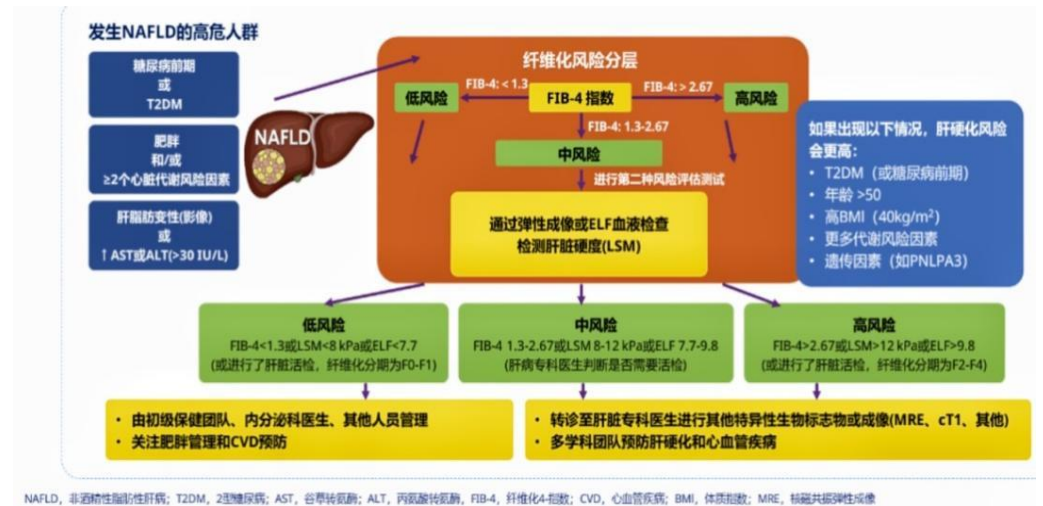 发生NAFLD的高危人群
糖尿病前期
或
T2DM
肥胖
和/或
≥2个心脏代谢风险因素
肝脂肪变性(影像)
或
↑AST或ALT(>30 IU/L)
NAFLD
纤维化风险分层
低风险
FIB-4: < 1.3
FIB-4 指数
FIB-4: > 2.67
高风险
FIB-4: 1.3-2.67
中风险
进行第二种风险评估测试
通过弹性成像或ELF血液检查
检测肝脏硬度(LSM)
如果出现以下情况，肝硬化风险
会更高：
• T2DM（或糖尿病前期）
• 年龄 >50
• 高BMI（40kg/m²）
• 更多代谢风险因素
• 遗传因素（如PNLPA3）
低风险
FIB-4<1.3或LSM<8 kPa或ELF<7.7
(或进行了肝脏活检，纤维化分期为F0-F1)
中风险
FIB-4 1.3-2.67或LSM 8-12 kPa或ELF 7.7-9.8
(肝病专科医生判断是否需要活检)
高风险
FIB-4>2.67或LSM>12 kPa或ELF>9.8
(或进行了肝脏活检，纤维化分期为F2-F4)
• 由初级保健团队、内分泌科医生、其他人员管理
• 关注肥胖管理和CVD预防
• 转诊至肝脏专科医生进行其他特异性生物标志物或成像(MRE、cT1、其他)
• 多学科团队预防肝硬化和心血管疾病
NAFLD，非酒精性脂肪性肝病；T2DM，2型糖尿病；AST，谷草转氨酶；ALT，丙氨酸转氨酶，FIB-4，纤维化4-指数；CVD，心血管疾病；BMI，体质指数；MRE，核磁共振弹性成像